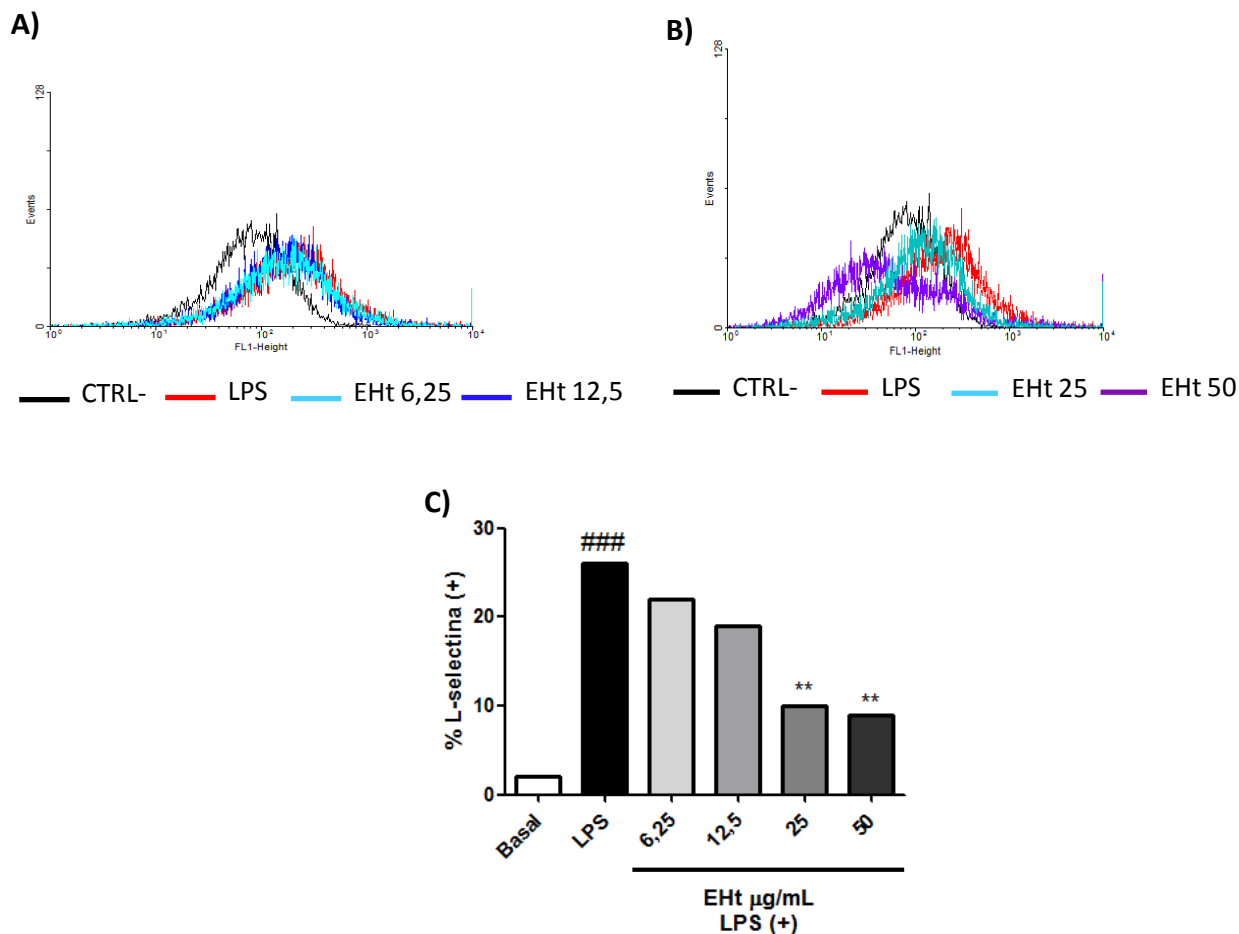 A)
B)
128
Events
0
10⁰ 10¹ 10² 10³ 10⁴
FL1-Height
128
Events
0
10⁰ 10¹ 10² 10³ 10⁴
FL1-Height
CTRL- LPS EHt 6,25 EHt 12,5
CTRL- LPS EHt 25 EHt 50
C)
% L-selectina (+)
30
20
10
0
###
**
**
Basal LPS 6,25 12,5 25 50
EHt μg/mL
LPS (+)